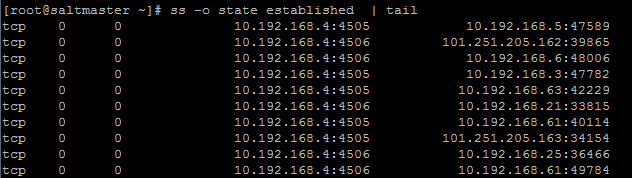 [root@saltmaster ~]# ss -o state established | tail
tcp 0 0 10.192.168.4:4505 10.192.168.5:47589
tcp 0 0 10.192.168.4:4506 101.251.205.162:39865
tcp 0 0 10.192.168.4:4506 10.192.168.6:48006
tcp 0 0 10.192.168.4:4505 10.192.168.3:47782
tcp 0 0 10.192.168.4:4505 10.192.168.63:42229
tcp 0 0 10.192.168.4:4506 10.192.168.21:33815
tcp 0 0 10.192.168.4:4505 10.192.168.61:40114
tcp 0 0 10.192.168.4:4505 101.251.205.163:34154
tcp 0 0 10.192.168.4:4506 10.192.168.25:36466
tcp 0 0 10.192.168.4:4506 10.192.168.61:49784